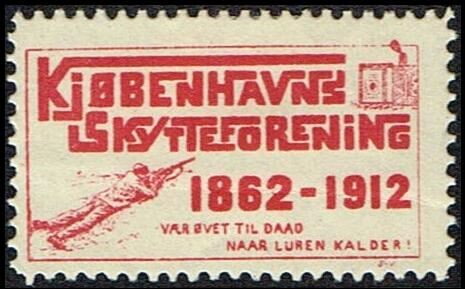 KJØBENHAVNS
SKYTTEFORENING
1862-1912
VÆR ØVET TIL DAAD
NAAR LUREN KALDER!